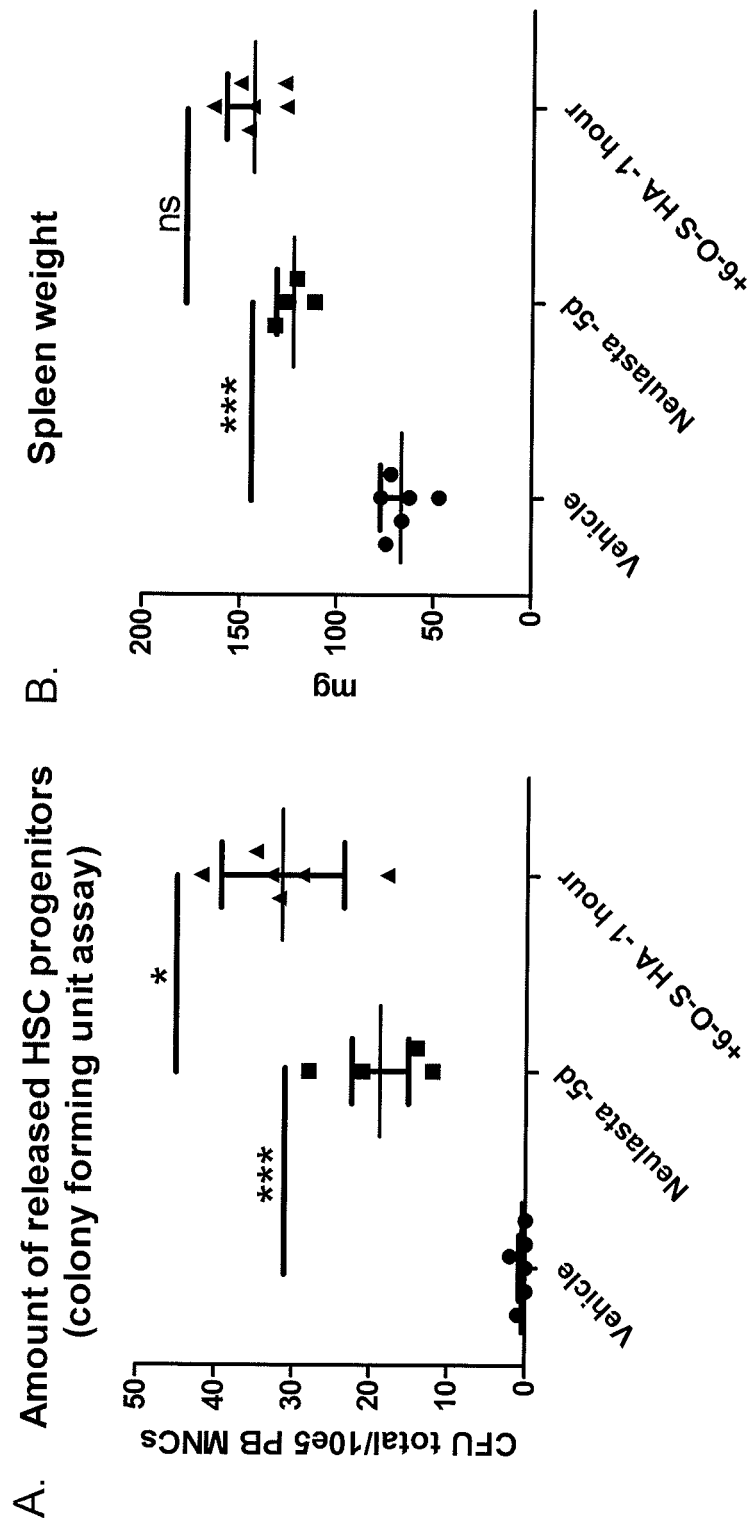 A. Amount of released HSC progenitors
(colony forming unit assay)
CFU total/10e5 PB MNCs
50
40
30
20
10
0
***
*
Vehicle
Neulasta -5d
+6-O-S HA -1 hour
B. Spleen weight
mg
200
150
100
50
0
***
ns
Vehicle
Neulasta -5d
+6-O-S HA -1 hour